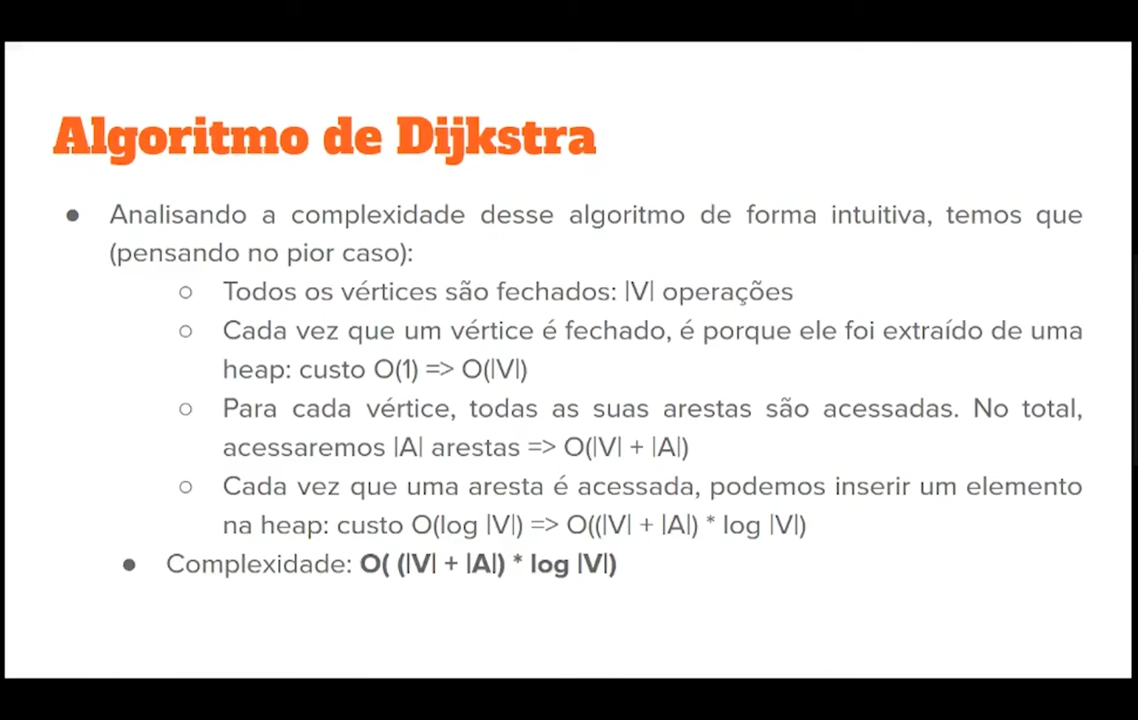 Algoritmo de Dijkstra
● Analisando a complexidade desse algoritmo de forma intuitiva, temos que
(pensando no pior caso):
○ Todos os vértices são fechados: |V| operações
○ Cada vez que um vértice é fechado, é porque ele foi extraído de uma
heap: custo O(1) => O(|V|)
○ Para cada vértice, todas as suas arestas são acessadas. No total,
acessaremos |A| arestas => O(|V| + |A|)
○ Cada vez que uma aresta é acessada, podemos inserir um elemento
na heap: custo O(log |V|) => O((|V| + |A|) * log |V|)
● Complexidade: O( (|V| + |A|) * log |V|)